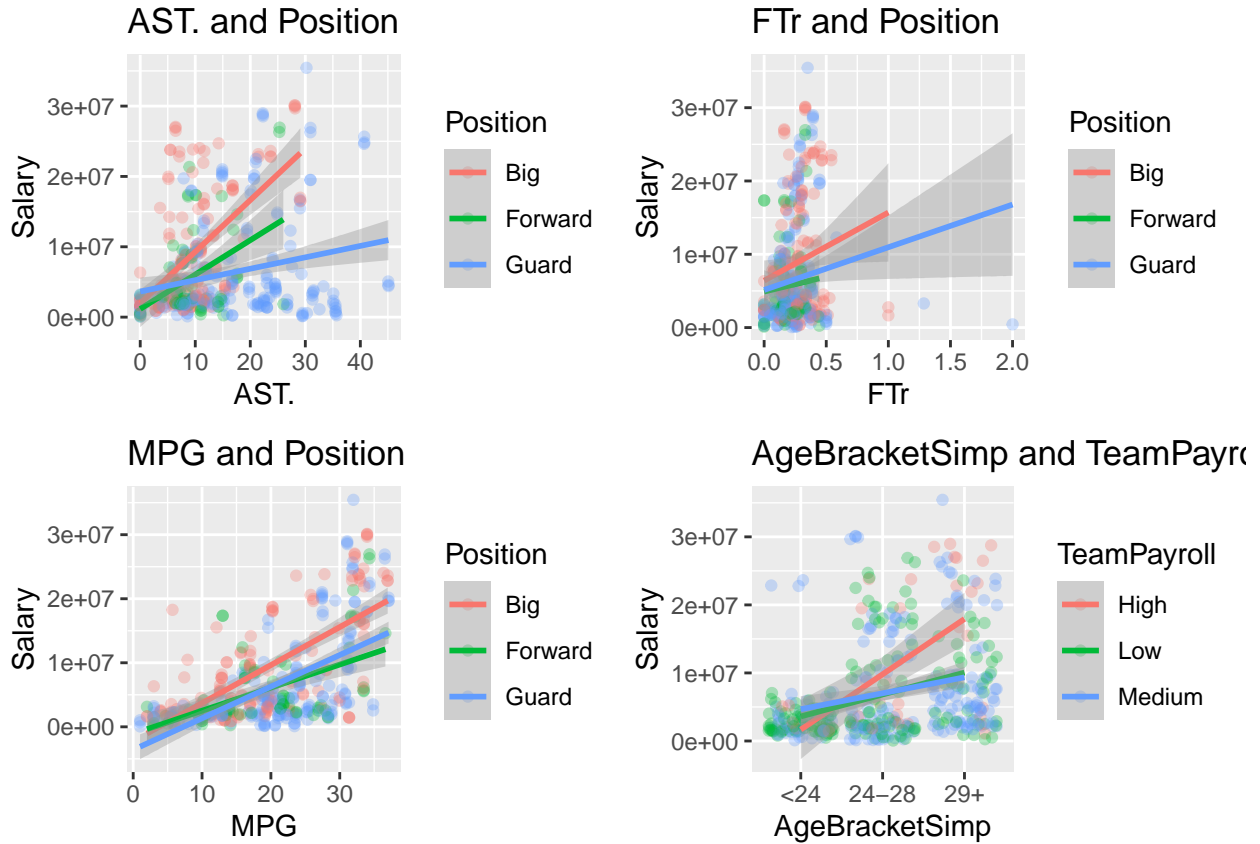 AST. and Position
3e+07
2e+07
1e+07
0e+00
Salary
0
10
20
30
40
AST.
Position
Big
Forward
Guard
FTr and Position
3e+07
2e+07
1e+07
0e+00
Salary
0.0
0.5
1.0
1.5
2.0
FTr
Position
Big
Forward
Guard
MPG and Position
3e+07
2e+07
1e+07
0e+00
Salary
0
10
20
30
MPG
Position
Big
Forward
Guard
AgeBracketSimp and TeamPayro
3e+07
2e+07
1e+07
0e+00
Salary
<24
24−28
29+
AgeBracketSimp
TeamPayroll
High
Low
Medium